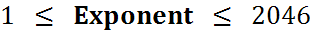 1 ≤ Exponent ≤ 2046